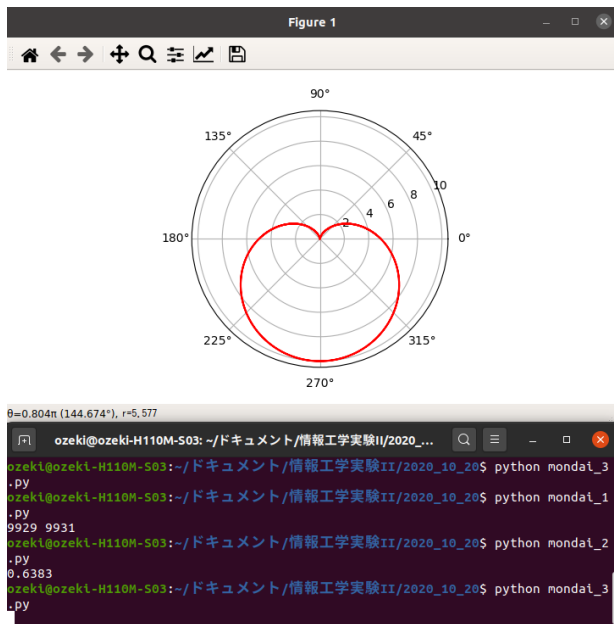 Figure 1
90°
135°
45°
10
8
6
4
2
180°
0°
225°
315°
270°
θ=0.804π (144.674°), r=5,577
ozeki@ozeki-H110M-S03: ~/ドキュメント/情報工学実験II/2020_...
ozeki@ozeki-H110M-S03:~/ドキュメント/情報工学実験II/2020_10_20$ python mondai_3
.py
ozeki@ozeki-H110M-S03:~/ドキュメント/情報工学実験II/2020_10_20$ python mondai_1
.py
9929 9931
ozeki@ozeki-H110M-S03:~/ドキュメント/情報工学実験II/2020_10_20$ python mondai_2
.py
0.6383
ozeki@ozeki-H110M-S03:~/ドキュメント/情報工学実験II/2020_10_20$ python mondai_3
.py